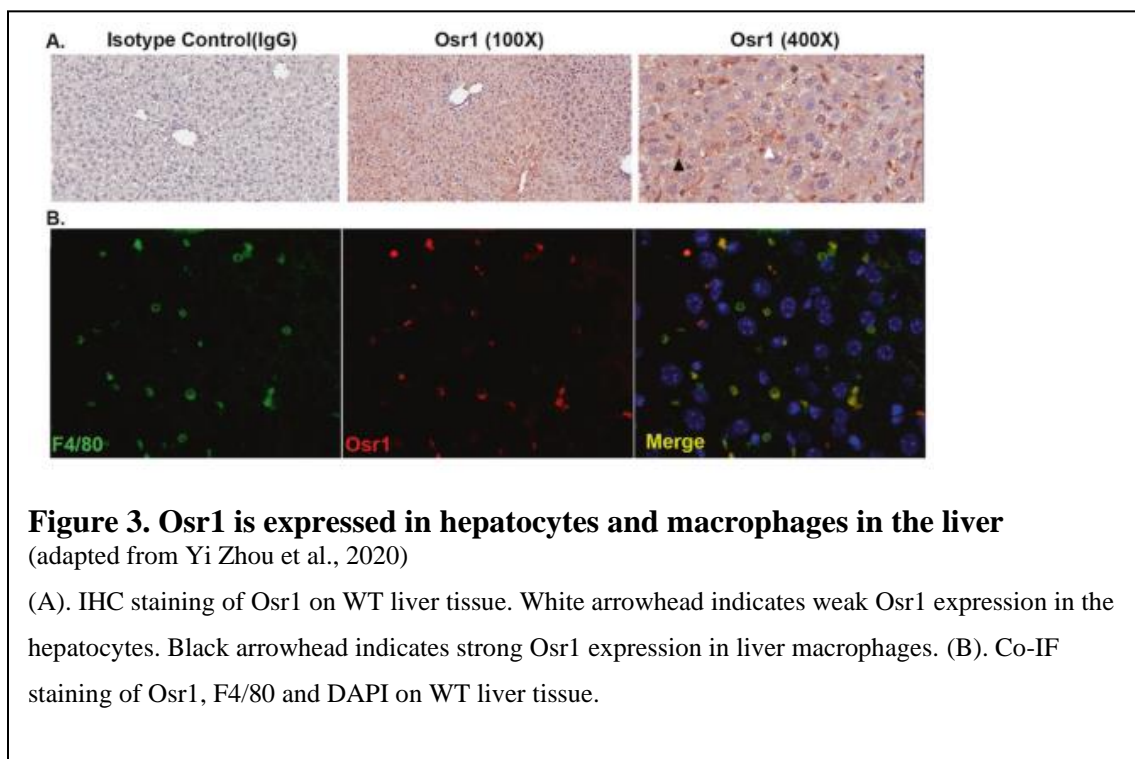 A. Isotype Control(IgG) Osr1 (100X) Osr1 (400X)
B.
F4/80 Osr1 Merge
Figure 3. Osr1 is expressed in hepatocytes and macrophages in the liver
(adapted from Yi Zhou et al., 2020)
(A). IHC staining of Osr1 on WT liver tissue. White arrowhead indicates weak Osr1 expression in the
hepatocytes. Black arrowhead indicates strong Osr1 expression in liver macrophages. (B). Co-IF
staining of Osr1, F4/80 and DAPI on WT liver tissue.